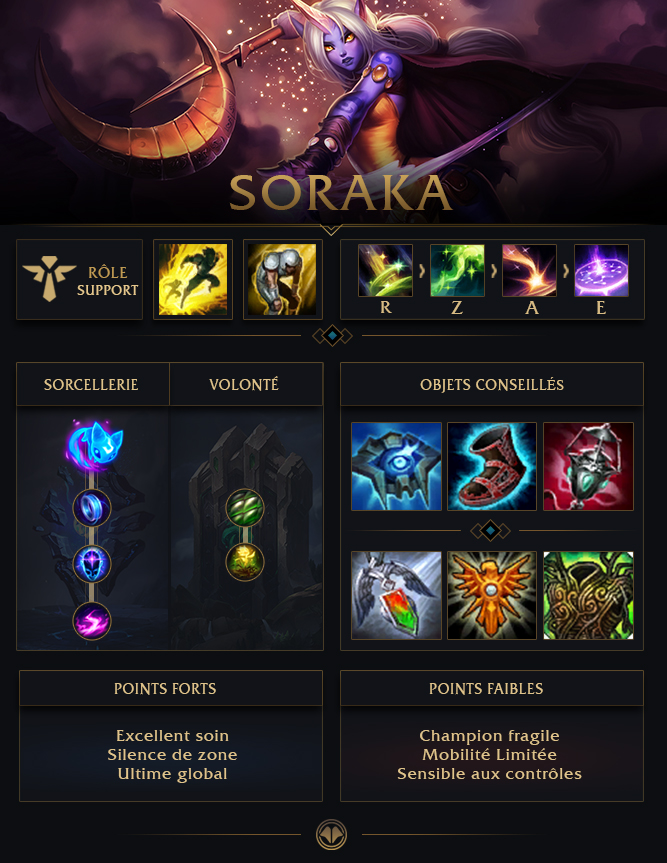 SORAKA
RÔLE
SUPPORT
R
Z
A
E
SORCELLERIE
VOLONTÉ
OBJETS CONSEILLÉS
POINTS FORTS
Excellent soin
Silence de zone
Ultime global
POINTS FAIBLES
Champion fragile
Mobilité Limitée
Sensible aux contrôles